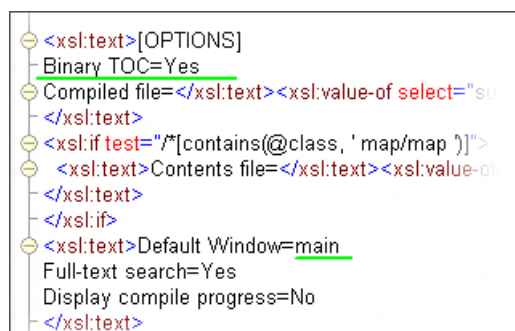 <xsl:text>[OPTIONS]
Binary TOC=Yes
Compiled file=</xsl:text><xsl:value-of select="su
</xsl:text>
<xsl:if test="/*[contains(@class, ' map/map ')]">
<xsl:text>Contents file=</xsl:text><xsl:value-of
</xsl:text>
</xsl:if>
<xsl:text>Default Window=main
Full-text search=Yes
Display compile progress=No
</xsl:text>